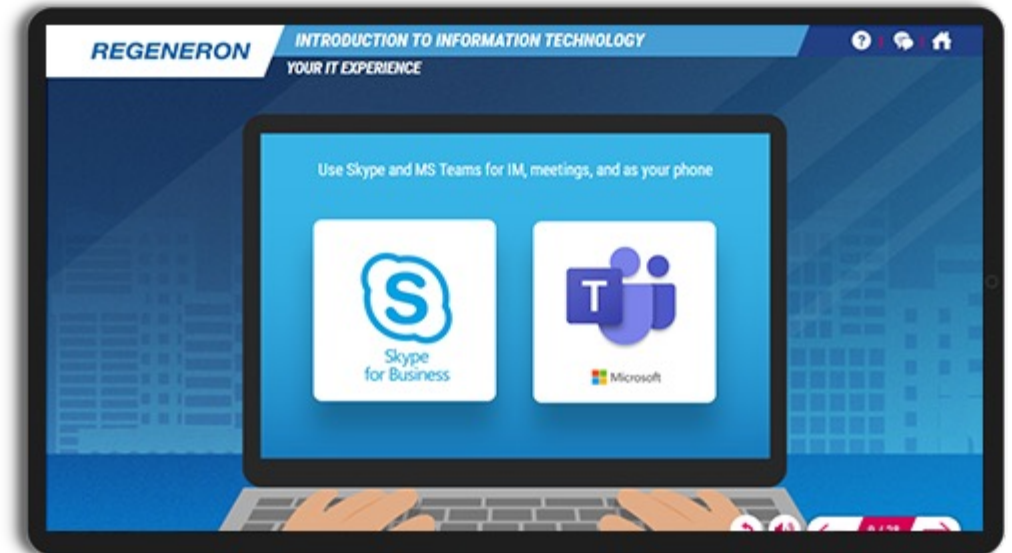 REGENERON
INTRODUCTION TO INFORMATION TECHNOLOGY
YOUR IT EXPERIENCE
?
Use Skype and MS Teams for IM, meetings, and as your phone
S
Skype
for Business
T
Microsoft